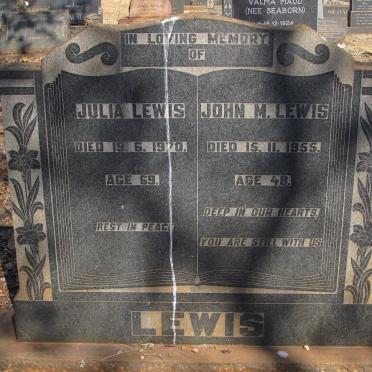 VALMA MAUD
(NEE SEABORN)
IN LOVING MEMORY
OF
JULIA LEWIS
DIED 19.6.1970.
AGE 69.
REST IN PEACE
JOHN M. LEWIS
DIED 15.11.1955.
AGE 48.
DEEP IN OUR HEARTS,
YOU ARE STILL WITH US
LEWIS